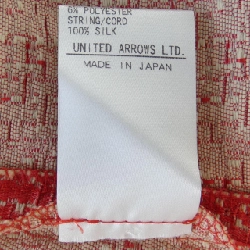 6% POLYESTER
STRING/CORD
100% SILK
UNITED ARROWS LTD.
MADE IN JAPAN